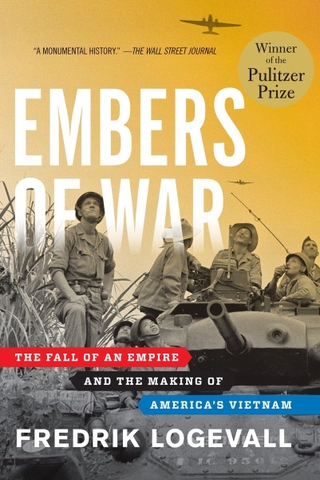 "A MONUMENTAL HISTORY." —THE WALL STREET JOURNAL
Winner
of the
Pulitzer
Prize
EMBERS
OF WAR
THE FALL OF AN EMPIRE
AND THE MAKING OF
AMERICA'S VIETNAM
FREDRIK LOGEVALL